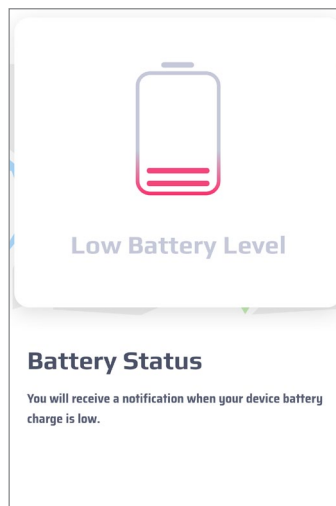 Low Battery Level
Battery Status
You will receive a notification when your device battery
charge is low.